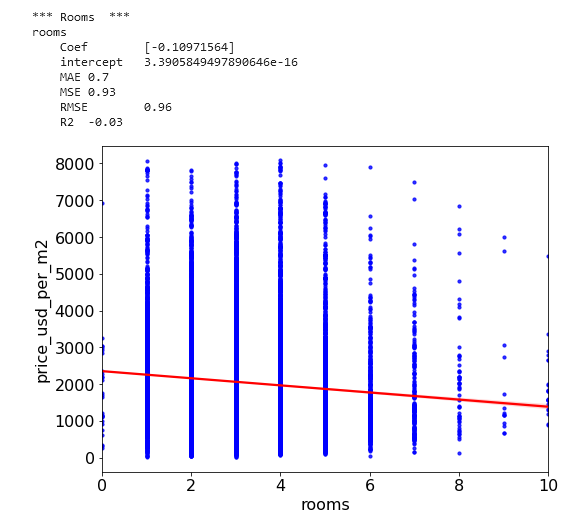 *** Rooms ***
rooms
Coef [-0.10971564]
intercept 3.3905849497890646e-16
MAE 0.7
MSE 0.93
RMSE 0.96
R2 -0.03
8000
7000
6000
5000
4000
3000
2000
1000
0
price_usd_per_m2
0 2 4 6 8 10
rooms